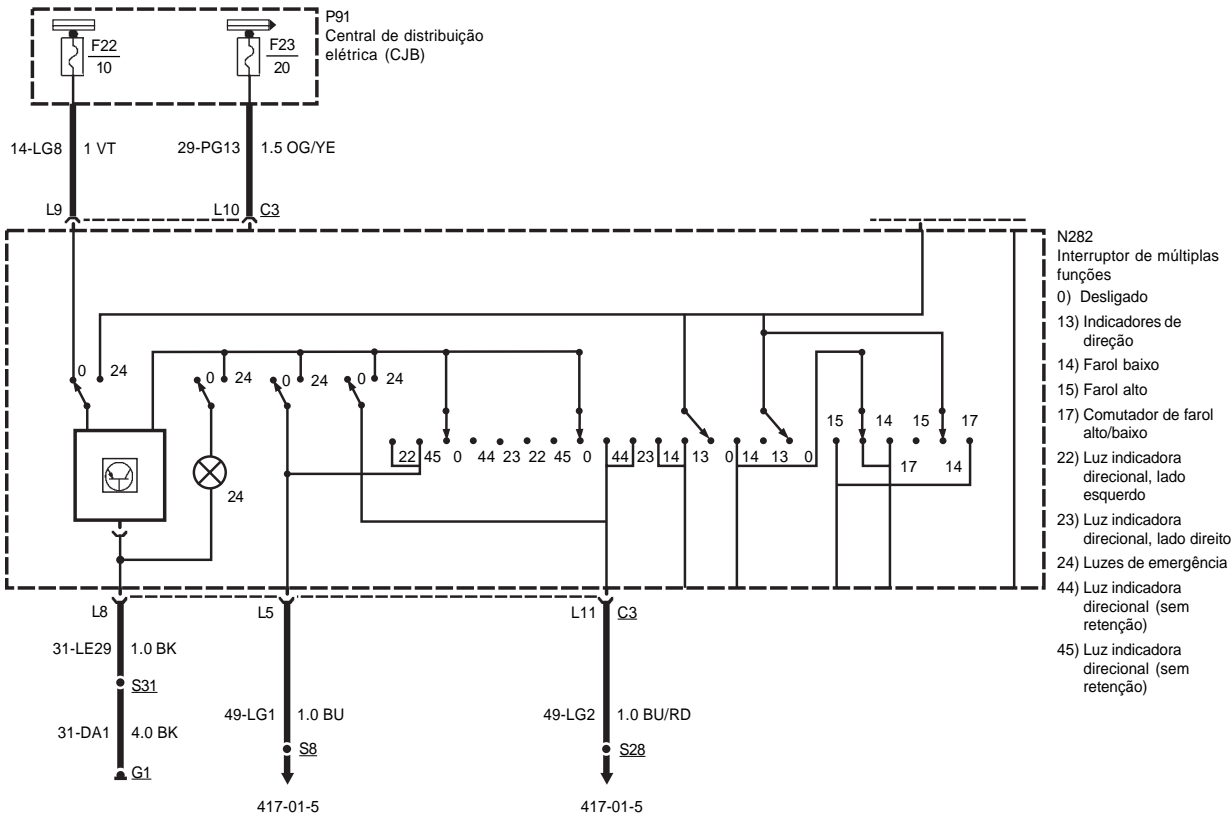 P91
Central de distribuição
elétrica (CJB)
F22
10
F23
20
14-LG8 1 VT
29-PG13 1.5 OG/YE
L9
L10 C3
N282
Interruptor de múltiplas
funções
0) Desligado
13) Indicadores de
direção
14) Farol baixo
15) Farol alto
17) Comutador de farol
alto/baixo
22) Luz indicadora
direcional, lado
esquerdo
23) Luz indicadora
direcional, lado direito
24) Luzes de emergência
44) Luz indicadora
direcional (sem
retenção)
45) Luz indicadora
direcional (sem
retenção)
0 24
0 24 0 24 0 24
15 14 15 17
22 45 0 44 23 22 45 0 44 23 14 13 0 14 13 0
17 14
24
L8
L5
L11 C3
31-LE29 1.0 BK
S31
31-DA1 4.0 BK
G1
49-LG1 1.0 BU
S8
417-01-5
49-LG2 1.0 BU/RD
S28
417-01-5